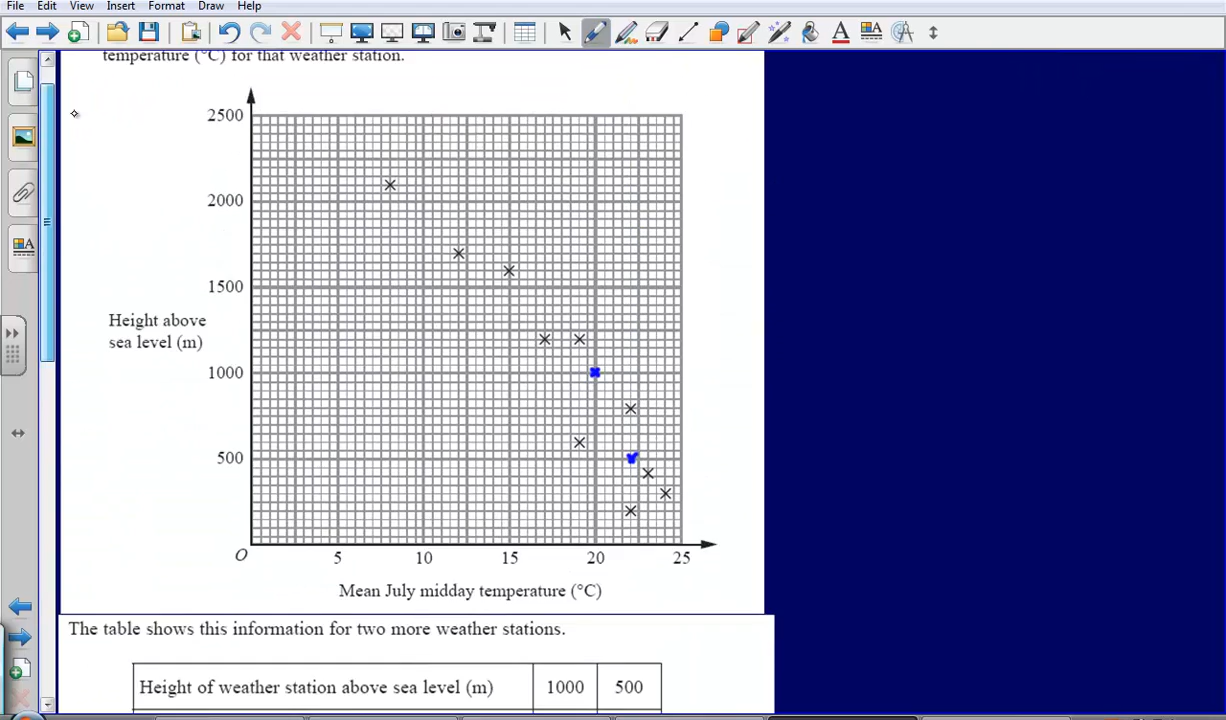 File Edit View Insert Format Draw Help
temperature (°C) for that weather station.
2500
2000
1500
Height above
sea level (m)
1000
500
O 5 10 15 20 25
Mean July midday temperature (°C)
The table shows this information for two more weather stations.
Height of weather station above sea level (m) 1000 500